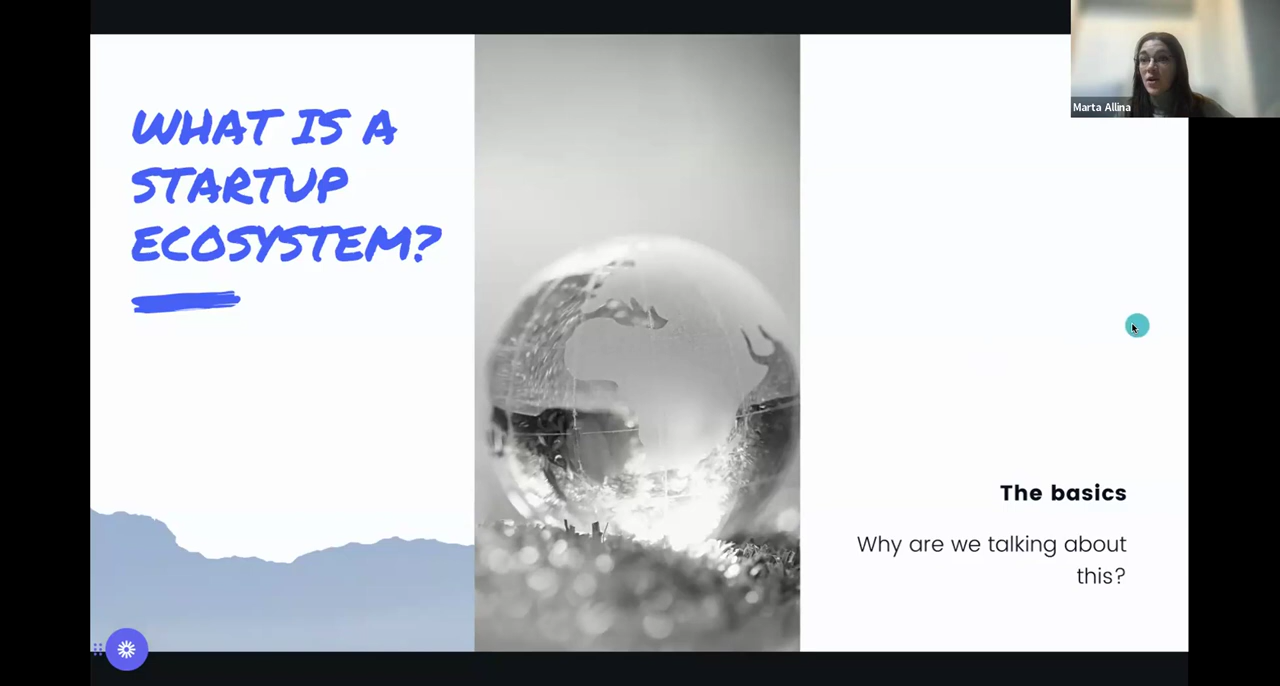 WHAT IS A
STARTUP
ECOSYSTEM?
Marta Allina
The basics
Why are we talking about
this?